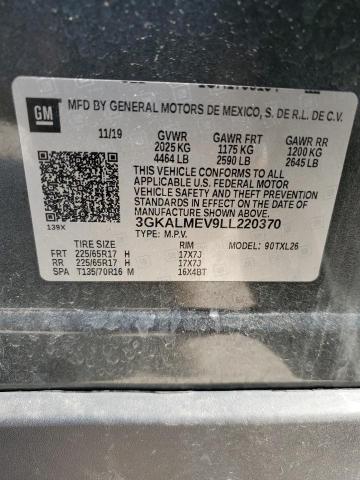 GM
MFD BY GENERAL MOTORS DE MEXICO, S. DE R.L. DE C.V.
11/19 GVWR GAWR FRT GAWR RR
2025 KG 1175 KG 1200 KG
4464 LB 2590 LB 2645 LB
THIS VEHICLE CONFORMS TO ALL
APPLICABLE U.S. FEDERAL MOTOR
VEHICLE SAFETY AND THEFT PREVENTION
STANDARDS IN EFFECT ON THE DATE OF
MANUFACTURE SHOWN ABOVE.
139X 3GKALMEV9LL220370
TYPE: M.P.V.
TIRE SIZE RIM MODEL: 90TXL26
FRT 225/65R17 H 17X7J
RR 225/65R17 H 17X7J
SPA T135/70R16 M 16X4BT